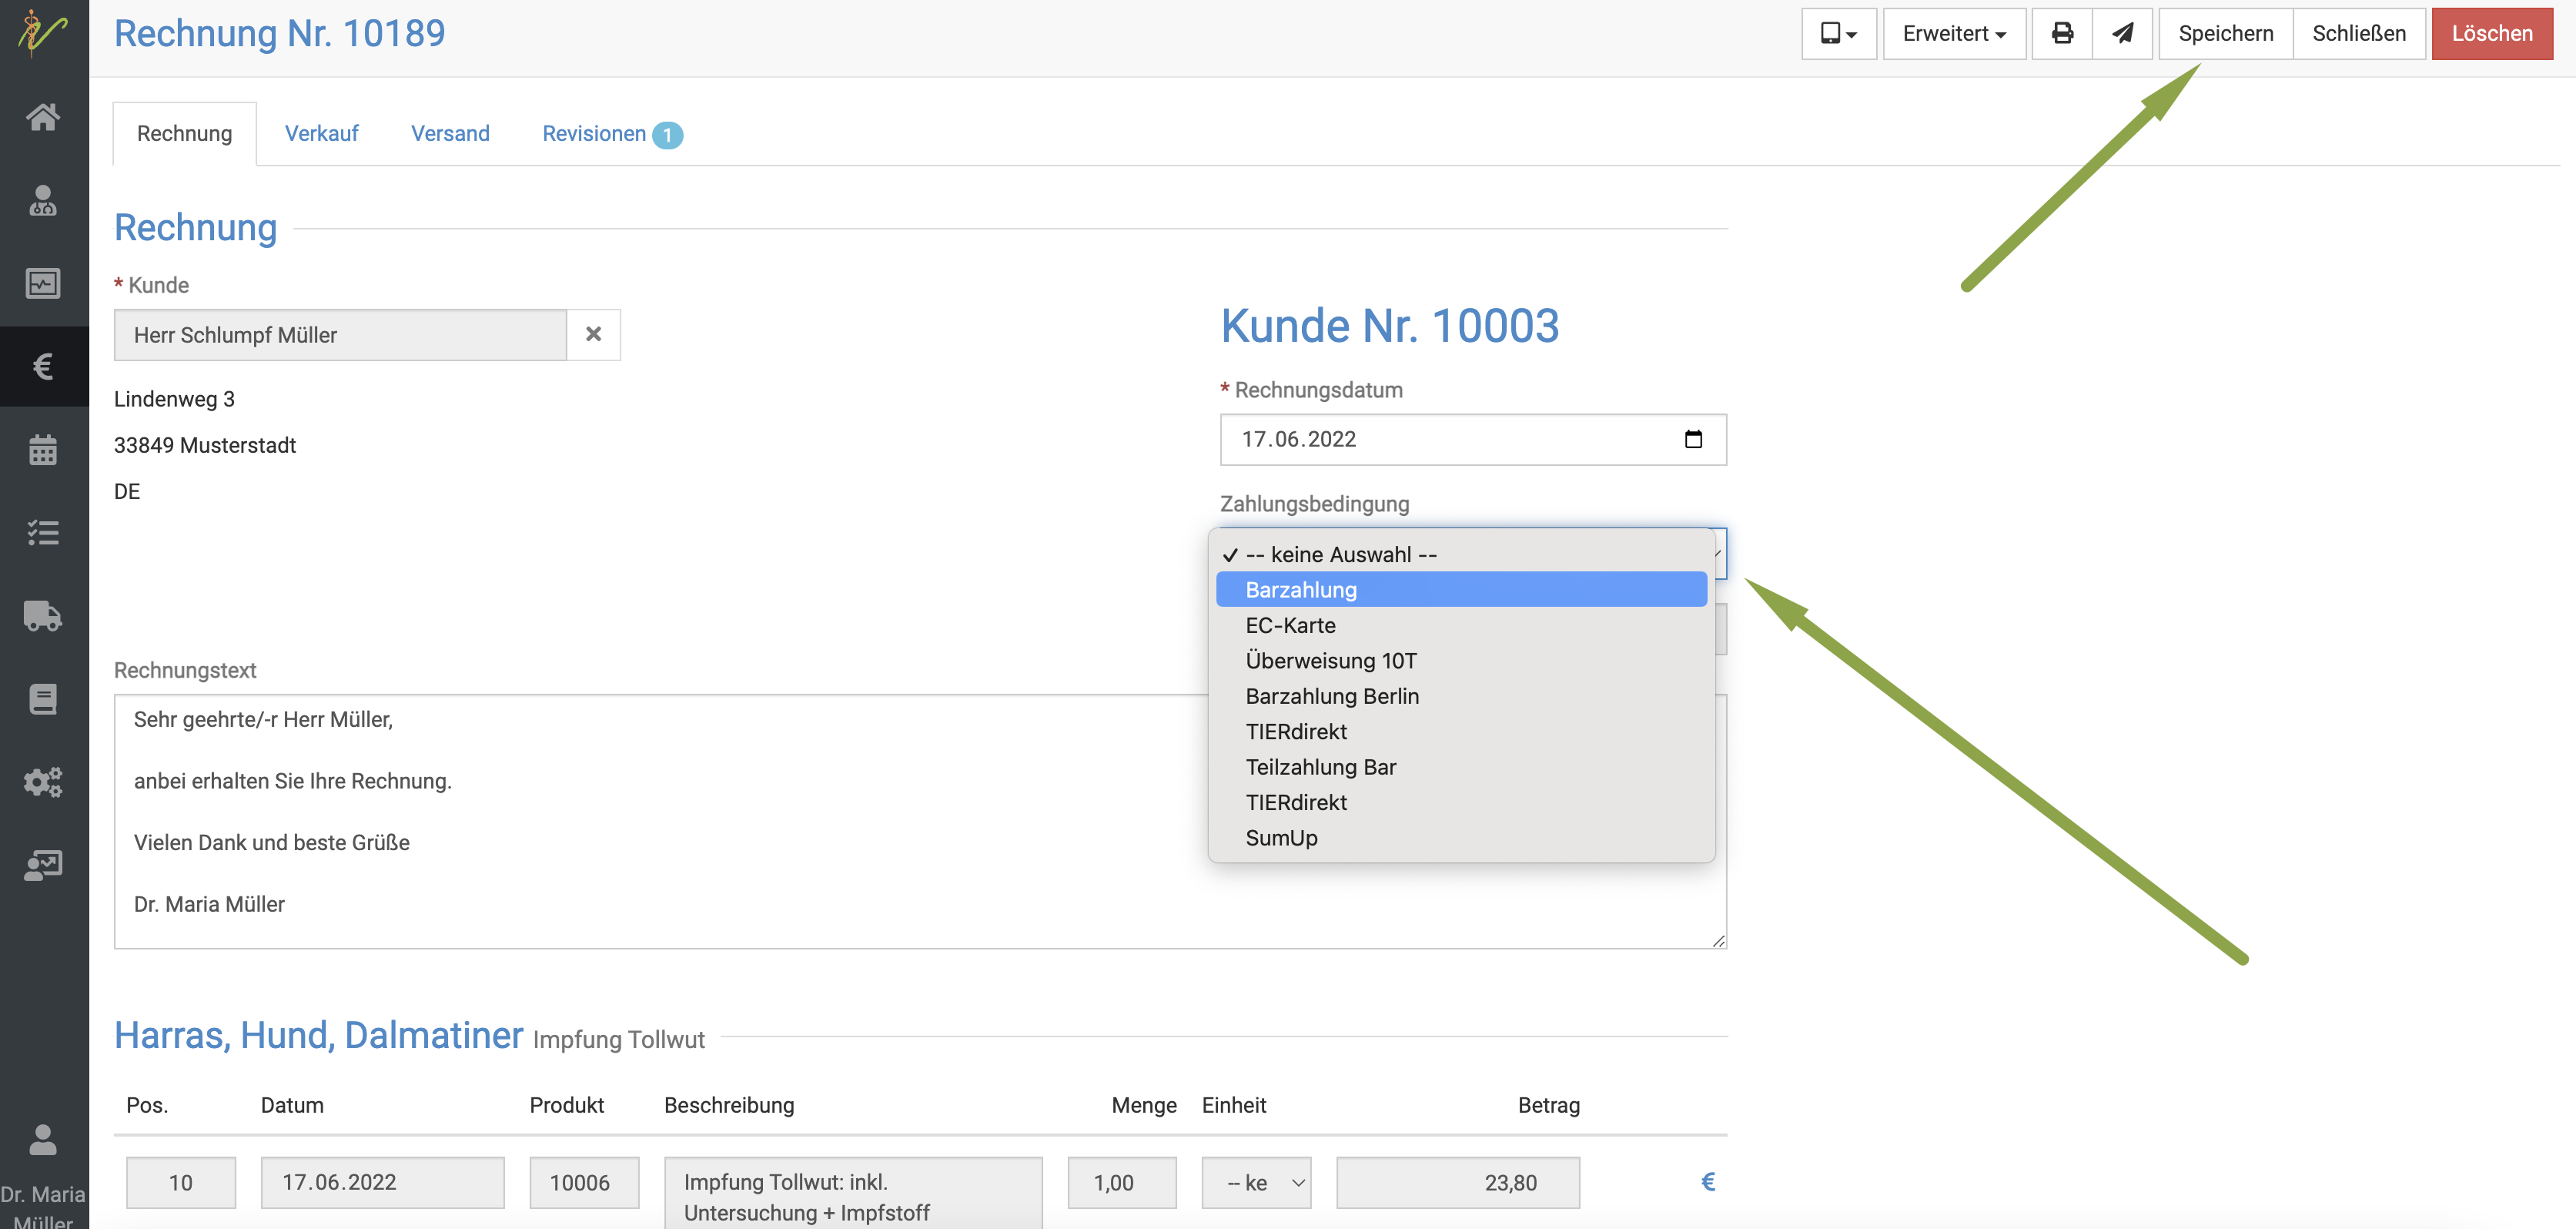 Rechnung Nr. 10189
Erweitert
Speichern
Schließen
Löschen
Rechnung
Verkauf
Versand
Revisionen 1
Rechnung
* Kunde
Herr Schlumpf Müller
Lindenweg 3
33849 Musterstadt
DE
Kunde Nr. 10003
* Rechnungsdatum
17.06.2022
Zahlungsbedingung
-- keine Auswahl --
Barzahlung
EC-Karte
Überweisung 10T
Barzahlung Berlin
TIERdirekt
Teilzahlung Bar
TIERdirekt
SumUp
Rechnungstext
Sehr geehrte/-r Herr Müller,
anbei erhalten Sie Ihre Rechnung.
Vielen Dank und beste Grüße
Dr. Maria Müller
Harras, Hund, Dalmatiner Impfung Tollwut
Pos. Datum Produkt Beschreibung Menge Einheit Betrag
10 17.06.2022 10006 Impfung Tollwut: inkl. 1,00 -- ke 23,80 €
Untersuchung + Impfstoff
Dr. Maria
Müller